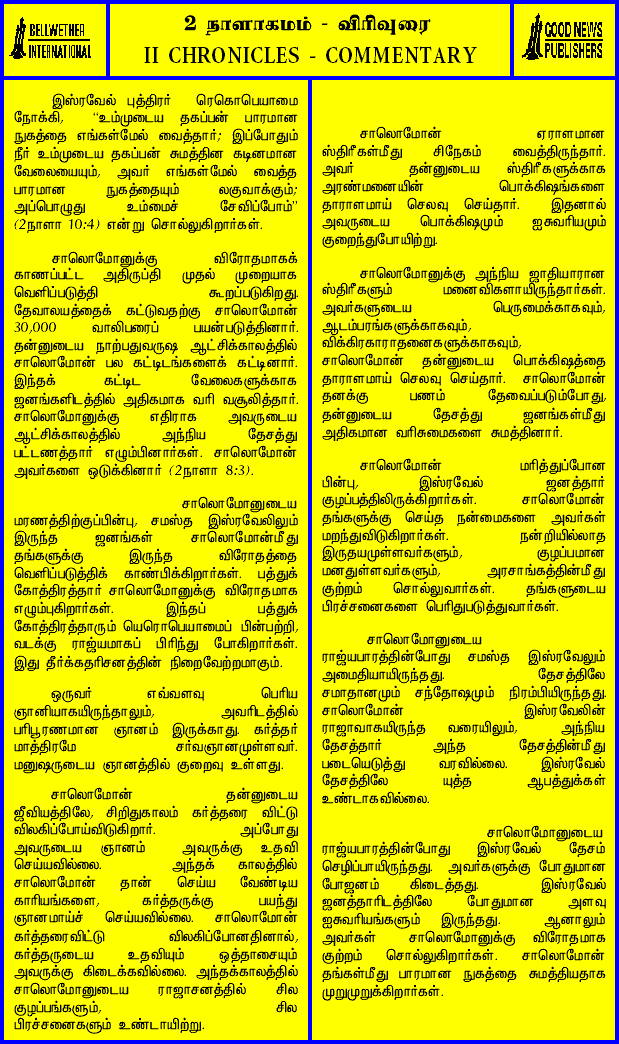 BELLWETHER
INTERNATIONAL
2 நாளாகமம் - விரிவுரை
II CHRONICLES - COMMENTARY
GOOD NEWS
PUBLISHERS
இஸ்ரவேல் புத்திரர் ரெகொபெயாமை
நோக்கி, “உம்முடைய தகப்பன் பாரமான
நுகத்தை எங்கள்மேல் வைத்தார்; இப்போதும்
நீர் உம்முடைய தகப்பன் சுமத்தின கடினமான
வேலையையும், அவர் எங்கள்மேல் வைத்த
பாரமான நுகத்தையும் லகுவாக்கும்;
அப்பொழுது உம்மைச் சேவிப்போம்”
(2நாளா 10:4) என்று சொல்லுகிறார்கள்.
சாலொமோனுக்கு விரோதமாகக்
காணப்பட்ட அதிருப்தி முதல் முறையாக
வெளிப்படுத்தி கூறப்படுகிறது.
தேவாலயத்தைக் கட்டுவதற்கு சாலொமோன்
30,000 வாலிபரைப் பயன்படுத்தினார்.
தன்னுடைய நாற்பதுவருஷ ஆட்சிக்காலத்தில்
சாலொமோன் பல கட்டிடங்களைக் கட்டினார்.
இந்தக் கட்டிட வேலைகளுக்காக
ஜனங்களிடத்தில் அதிகமாக வரி வசூலித்தார்.
சாலொமோனுக்கு எதிராக அவருடைய
ஆட்சிக்காலத்தில் அந்நிய தேசத்து
பட்டணத்தார் எழும்பினார்கள். சாலொமோன்
அவர்களை ஒடுக்கினார் (2நாளா 8:3).
சாலொமோனுடைய
மரணத்திற்குப்பின்பு, சமஸ்த இஸ்ரவேலிலும்
இருந்த ஜனங்கள் சாலொமோன்மீது
தங்களுக்கு இருந்த விரோதத்தை
வெளிப்படுத்திக் காண்பிக்கிறார்கள். பத்துக்
கோத்திரத்தார் சாலொமோனுக்கு விரோதமாக
எழும்புகிறார்கள். இந்தப் பத்துக்
கோத்திரத்தாரும் யெரொபெயாமைப் பின்பற்றி,
வடக்கு ராஜ்யமாகப் பிரிந்து போகிறார்கள்.
இது தீர்க்கதரிசனத்தின் நிறைவேற்றமாகும்.
ஒருவர் எவ்வளவு பெரிய
ஞானியாகயிருந்தாலும், அவரிடத்தில்
பரிபூரணமான ஞானம் இருக்காது. கர்த்தர்
மாத்திரமே சர்வஞானமுள்ளவர்.
மனுஷருடைய ஞானத்தில் குறைவு உள்ளது.
சாலொமோன் தன்னுடைய
ஜீவியத்திலே, சிறிதுகாலம் கர்த்தரை விட்டு
விலகிப்போய்விடுகிறார். அப்போது
அவருடைய ஞானம் அவருக்கு உதவி
செய்யவில்லை. அந்தக் காலத்தில்
சாலொமோன் தான் செய்ய வேண்டிய
காரியங்களை, கர்த்தருக்கு பயந்து
ஞானமாய்ச் செய்யவில்லை. சாலொமோன்
கர்த்தரைவிட்டு விலகிப்போனதினால்,
கர்த்தருடைய உதவியும் ஒத்தாசையும்
அவருக்கு கிடைக்கவில்லை. அந்தக்காலத்தில்
சாலொமோனுடைய ராஜாசனத்தில் சில
குழப்பங்களும், சில
பிரச்சனைகளும் உண்டாயிற்று.
சாலொமோன் ஏராளமான
ஸ்திரீகள்மீது சிநேகம் வைத்திருந்தார்.
அவர் தன்னுடைய ஸ்திரீகளுக்காக
அரண்மனையின் பொக்கிஷங்களை
தாராளமாய் செலவு செய்தார். இதனால்
அவருடைய பொக்கிஷமும் ஐசுவரியமும்
குறைந்துபோயிற்று.
சாலொமோனுக்கு அந்நிய ஜாதியாரான
ஸ்திரீகளும் மனைவிகளாயிருந்தார்கள்.
அவர்களுடைய பெருமைக்காகவும்,
ஆடம்பரங்களுக்காகவும்,
விக்கிரகாராதனைகளுக்காகவும்,
சாலொமோன் தன்னுடைய பொக்கிஷத்தை
தாராளமாய் செலவு செய்தார். சாலொமோன்
தனக்கு பணம் தேவைப்படும்போது,
தன்னுடைய தேசத்து ஜனங்கள்மீது
அதிகமான வரிசுமைகளை சுமத்தினார்.
சாலொமோன் மரித்துப்போன
பின்பு, இஸ்ரவேல் ஜனத்தார்
குழப்பத்திலிருக்கிறார்கள். சாலொமோன்
தங்களுக்கு செய்த நன்மைகளை அவர்கள்
மறந்துவிடுகிறார்கள். நன்றியில்லாத
இருதயமுள்ளவர்களும், குழப்பமான
மனதுள்ளவர்களும், அரசாங்கத்தின்மீது
குற்றம் சொல்லுவார்கள். தங்களுடைய
பிரச்சனைகளை பெரிதுபடுத்துவார்கள்.
சாலொமோனுடைய
ராஜ்யபாரத்தின்போது சமஸ்த இஸ்ரவேலும்
அமைதியாயிருந்தது. தேசத்திலே
சமாதானமும் சந்தோஷமும் நிரம்பியிருந்தது.
சாலொமோன் இஸ்ரவேலின்
ராஜாவாகயிருந்த வரையிலும், அந்நிய
தேசத்தார் அந்த தேசத்தின்மீது
படையெடுத்து வரவில்லை. இஸ்ரவேல்
தேசத்திலே யுத்த ஆபத்துக்கள்
உண்டாகவில்லை.
சாலொமோனுடைய
ராஜ்யபாரத்தின்போது இஸ்ரவேல் தேசம்
செழிப்பாயிருந்தது. அவர்களுக்கு போதுமான
போஜனம் கிடைத்தது. இஸ்ரவேல்
ஜனத்தாரிடத்திலே போதுமான அளவு
ஐசுவரியங்களும் இருந்தது. ஆனாலும்
அவர்கள் சாலொமோனுக்கு விரோதமாக
குற்றம் சொல்லுகிறார்கள். சாலொமோன்
தங்கள்மீது பாரமான நுகத்தை சுமத்தியதாக
முறுமுறுக்கிறார்கள்.